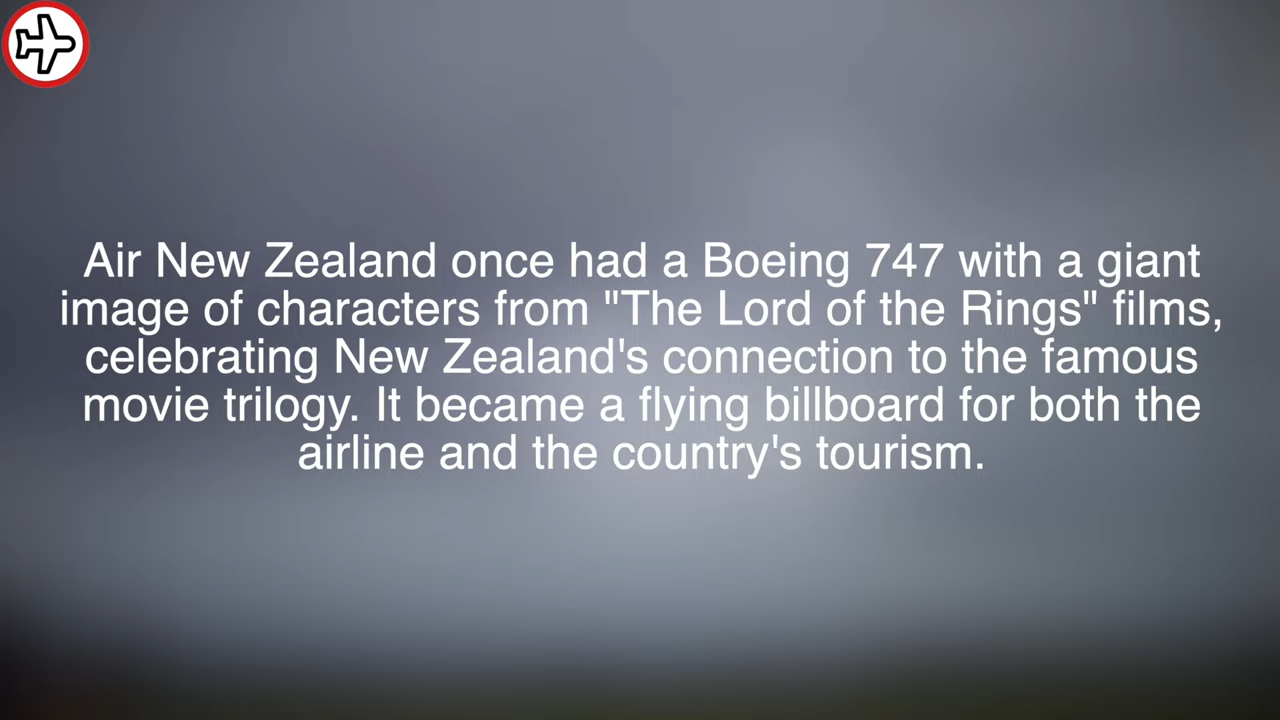 Air New Zealand once had a Boeing 747 with a giant
image of characters from "The Lord of the Rings" films,
celebrating New Zealand's connection to the famous
movie trilogy. It became a flying billboard for both the
airline and the country's tourism.